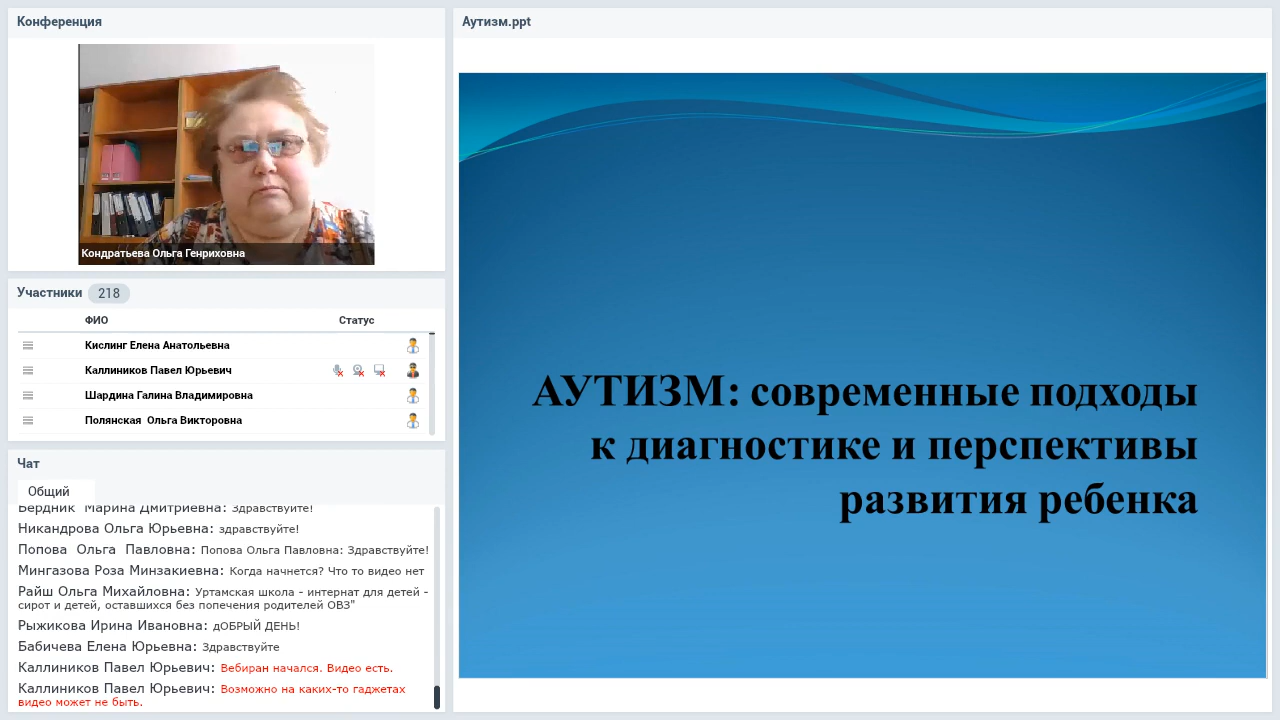 Конференция
Кондратьева Ольга Генриховна
Участники 218
ФИО Статус
Кислинг Елена Анатольевна
Каллиников Павел Юрьевич
Шардина Галина Владимировна
Полянская Ольга Викторовна
Чат
Общий
Бердник Марина Дмитриевна: Здравствуйте!
Никандрова Ольга Юрьевна: здравствуйте!
Попова Ольга Павловна: Попова Ольга Павловна: Здравствуйте!
Мингазова Роза Минзакиевна: Когда начнется? Что то видео нет
Райш Ольга Михайловна: Уртамская школа - интернат для детей -
сирот и детей, оставшихся без попечения родителей ОВЗ"
Рыжикова Ирина Ивановна: дОБРЫЙ ДЕНЬ!
Бабичева Елена Юрьевна: Здравствуйте
Каллиников Павел Юрьевич: Вебиран начался. Видео есть.
Каллиников Павел Юрьевич: Возможно на каких-то гаджетах
видео может не быть.
Аутизм.ppt
АУТИЗМ: современные подходы
к диагностике и перспективы
развития ребенка